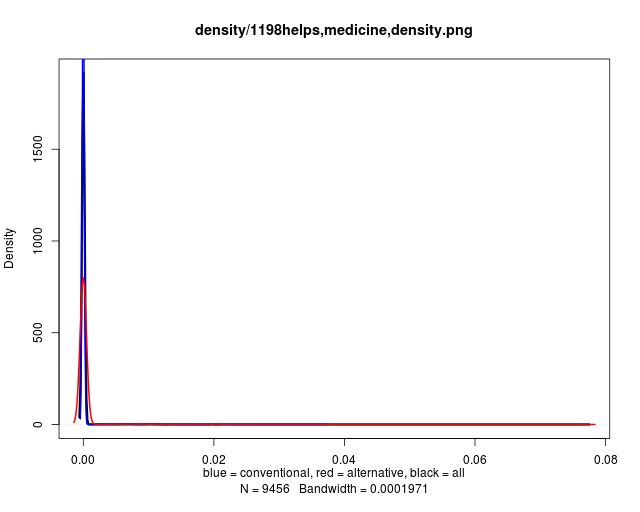 density/1198helps,medicine,density.png
Density
1500
1000
500
0
0.00 0.02 0.04 0.06 0.08
blue = conventional, red = alternative, black = all
N = 9456 Bandwidth = 0.0001971